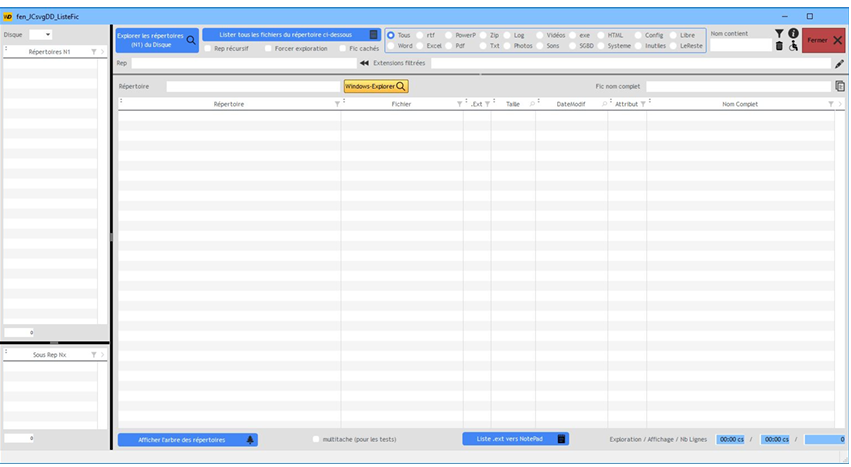 fen_JCsvgDD_ListeFic
Disque
Explorer les répertoires (N1) du Disque
Lister tous les fichiers du répertoire ci-dessous
Rep récursif Forcer exploration Fic cachés
Tous rtf PowerP Zip Log Vidéos exe HTML Config Libre
Word Excel Pdf Txt Photos Sons SGBD Systeme Inutiles LeReste
Nom contient
Fermer
Répertoires N1
Rep
Extensions filtrées
Répertoire
Windows-Explorer
Fic nom complet
Répertoire Fichier .Ext Taille DateModif Attribut Nom Complet
0
Sous Rep Nx
0
Afficher l'arbre des répertoires
multitache (pour les tests)
Liste .ext vers NotePad
Exploration / Affichage / Nb Lignes 00:00 cs / 00:00 cs / 0